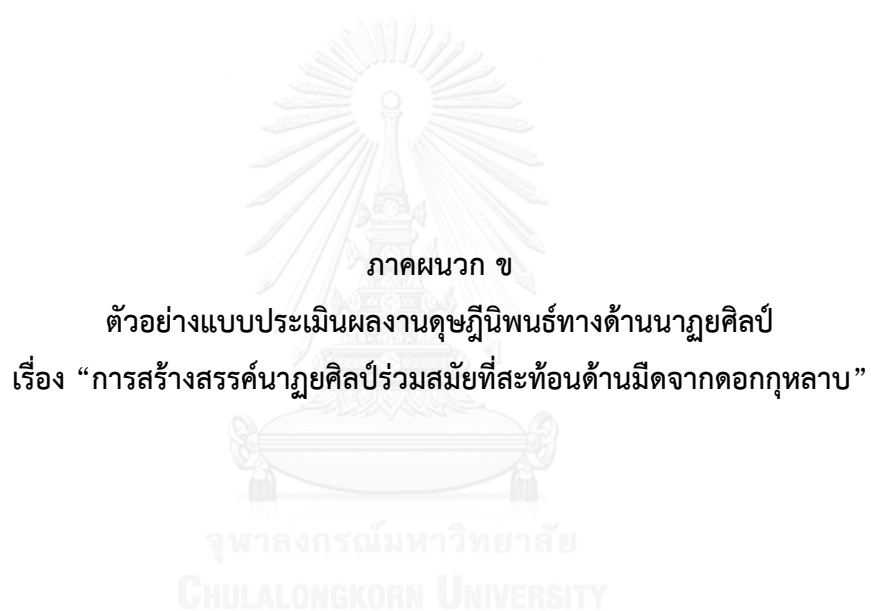 ภาคผนวก ข
ตัวอย่างแบบประเมินผลงานดุษฎีนิพนธ์ทางด้านนาฏยศิลป์
เรื่อง “การสร้างสรรค์นาฏยศิลป์ร่วมสมัยที่สะท้อนด้านมืดจากดอกกุหลาบ”
จุฬาลงกรณ์มหาวิทยาลัย
CHULALONGKORN UNIVERSITY